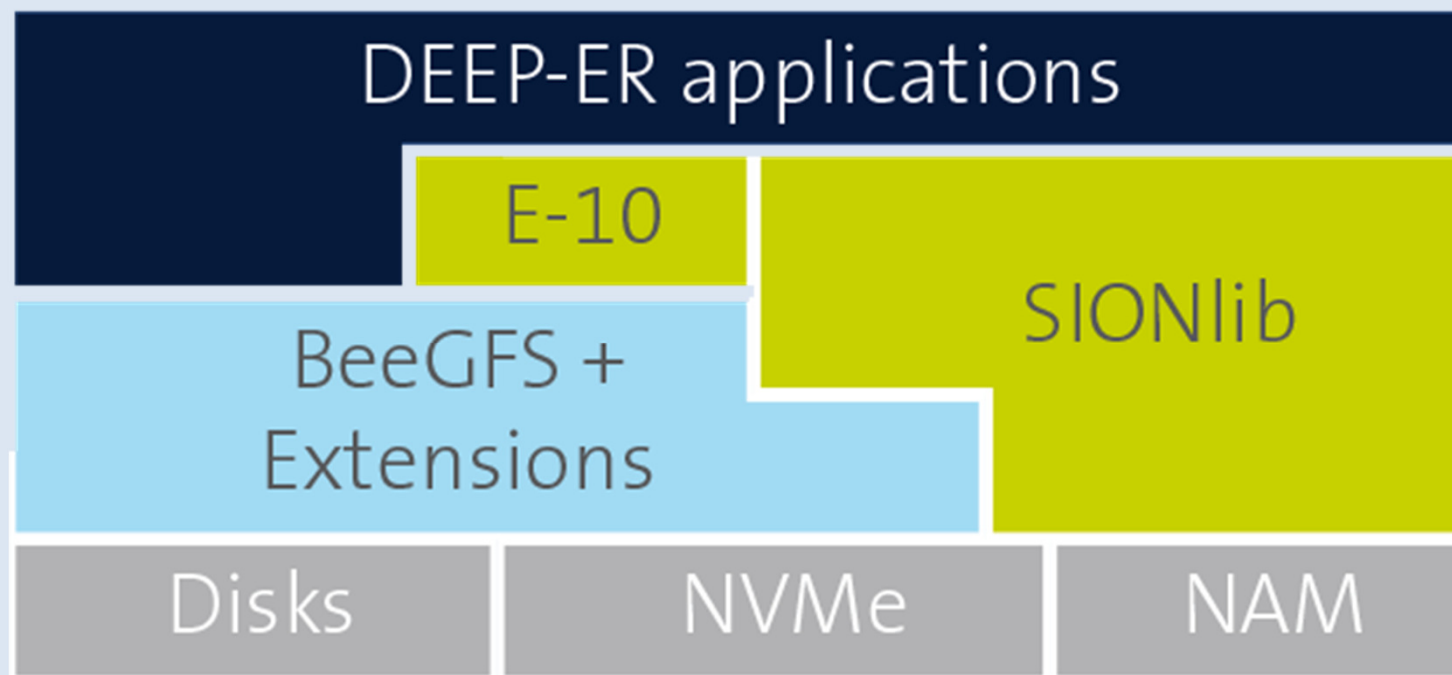 DEEP-ER applications
E-10
SIONlib
BeeGFS +
Extensions
Disks
NVMe
NAM